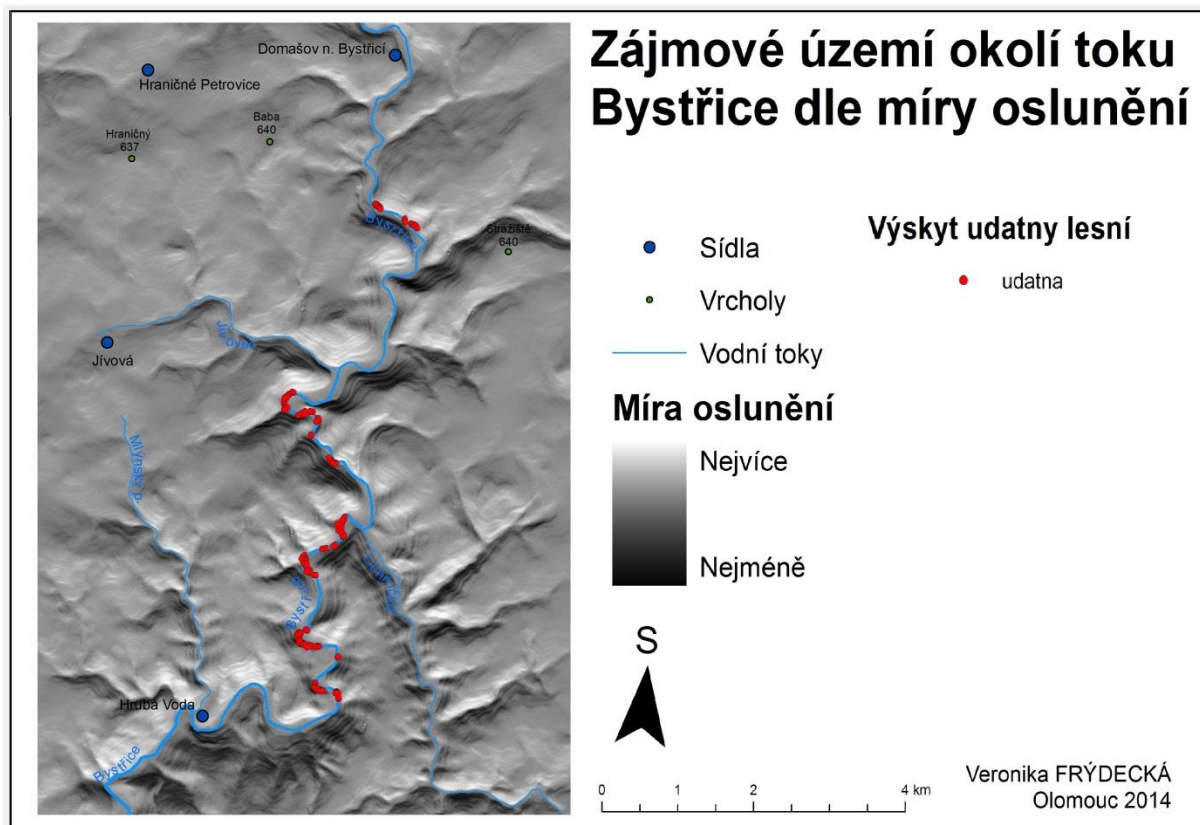 Zájmové území okolí toku
Bystřice dle míry oslunění
Domašov n. Bystřicí
Hraničné Petrovice
Baba
640
Hraničný
637
Bystřice
Strážiště
640
Jívová
Mlýnský p.
Bystřice
Hrubá Voda
Bystřice
Sídla
Vrcholy
Vodní toky
Výskyt udatny lesní
udatna
Míra oslunění
Nejvíce
Nejméně
S
0 1 2 4 km
Veronika FRÝDECKÁ
Olomouc 2014